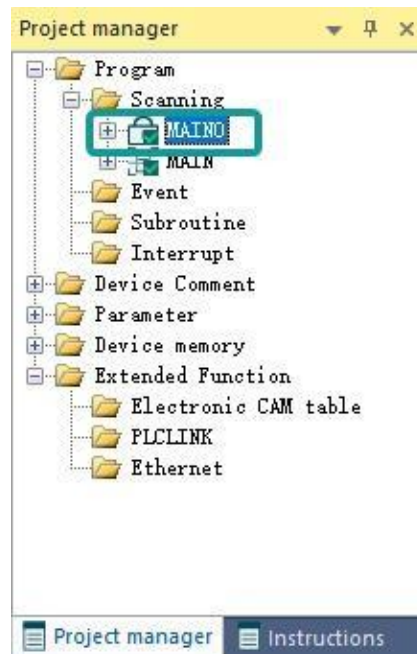 Project manager
Program
Scanning
MAIN0
MAIN
Event
Subroutine
Interrupt
Device Comment
Parameter
Device memory
Extended Function
Electronic CAM table
PLCLINK
Ethernet
Project manager Instructions